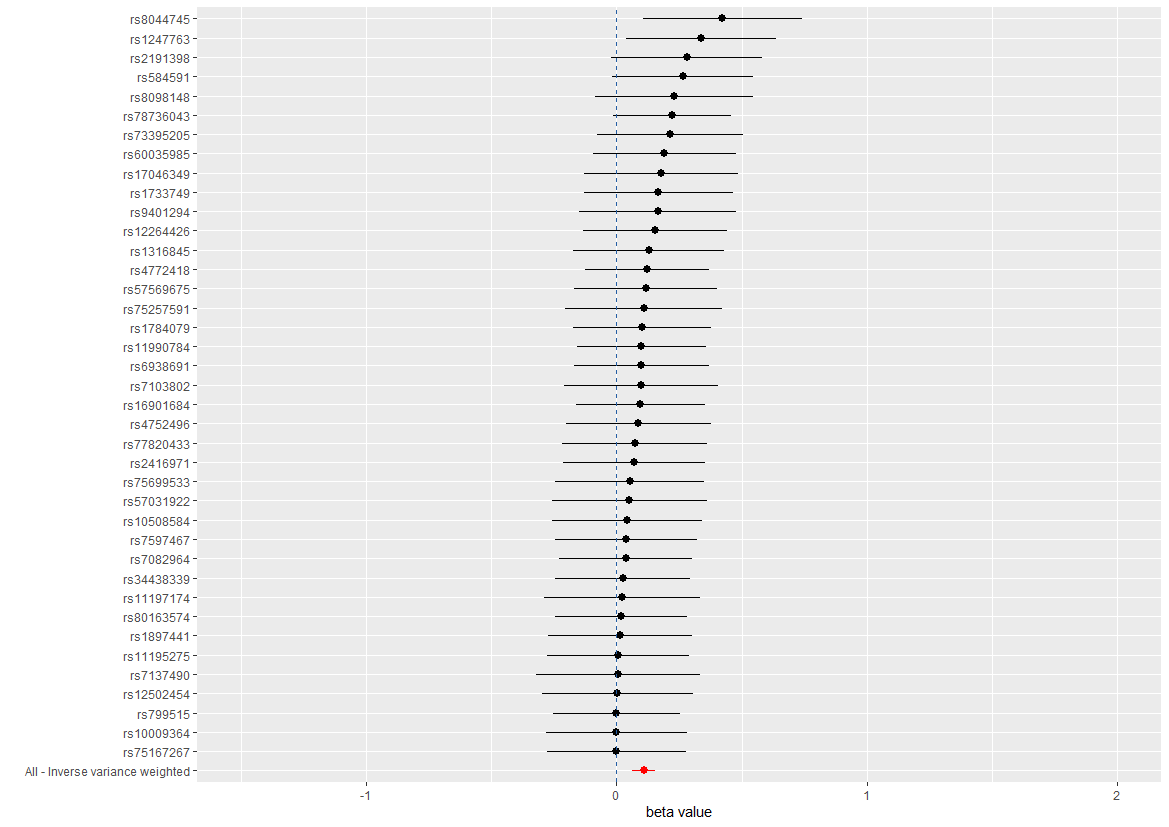 rs8044745
rs1247763
rs2191398
rs584591
rs8098148
rs78736043
rs73395205
rs60035985
rs17046349
rs1733749
rs9401294
rs12264426
rs1316845
rs4772418
rs57569675
rs75257591
rs1784079
rs11990784
rs6938691
rs7103802
rs16901684
rs4752496
rs77820433
rs2416971
rs75699533
rs57031922
rs10508584
rs7597467
rs7082964
rs34438339
rs11197174
rs80163574
rs1897441
rs11195275
rs7137490
rs12502454
rs799515
rs10009364
rs75167267
All - Inverse variance weighted
-1 0 1 2
beta value